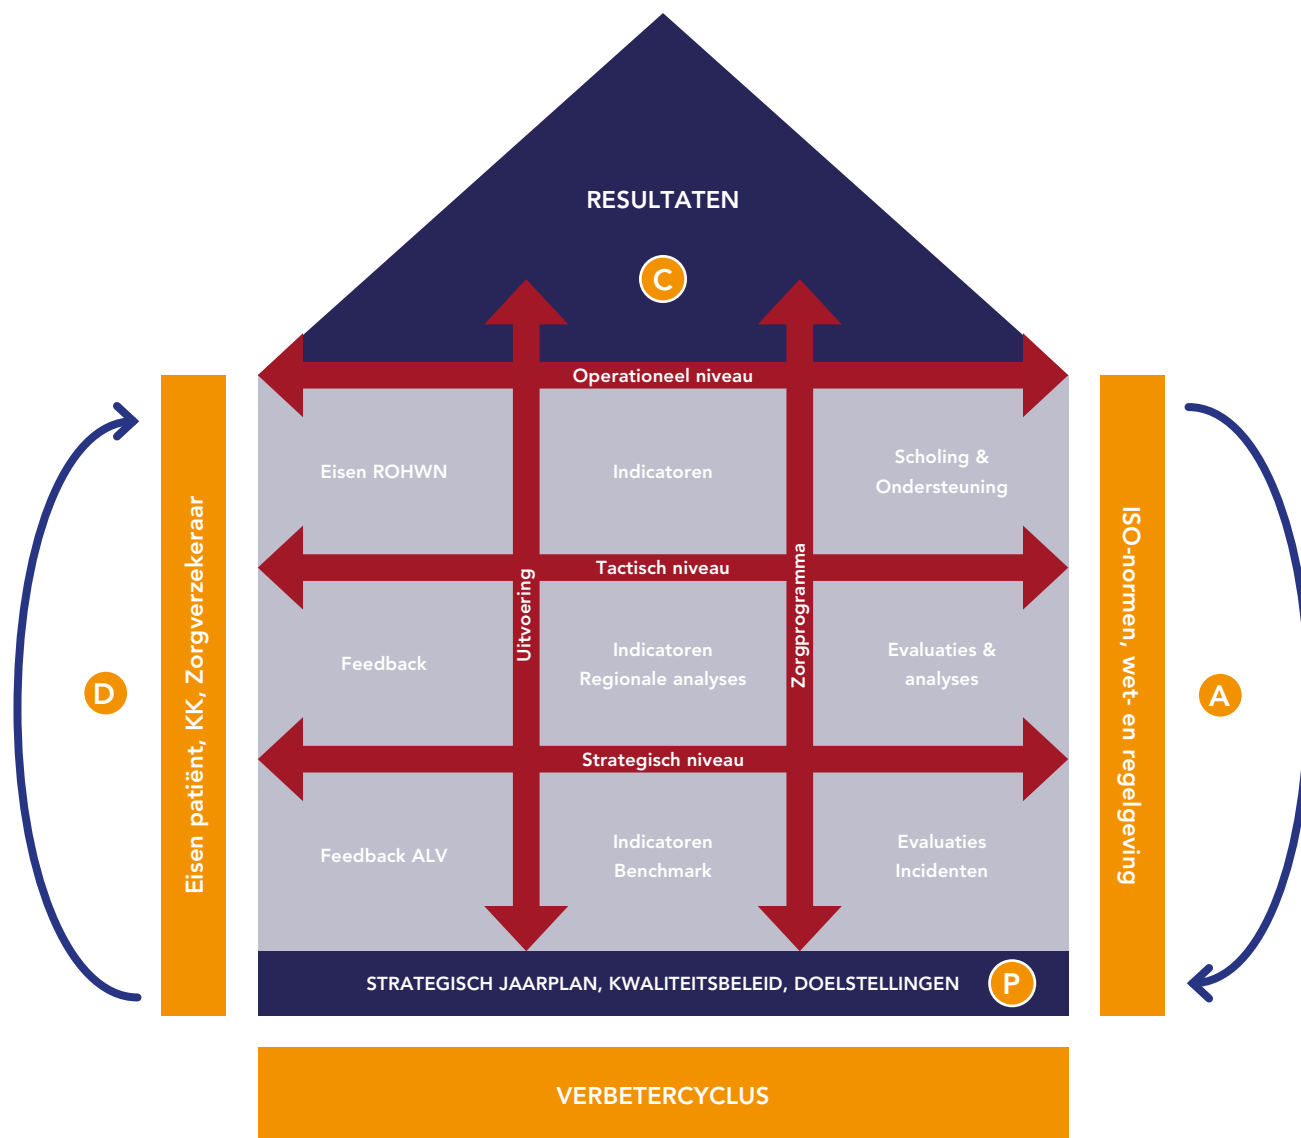 RESULTATEN
C
Operationeel niveau
Eisen ROHWN
Indicatoren
Scholing &
Ondersteuning
Tactisch niveau
Uitvoering
Zorgprogramma
Feedback
Indicatoren
Regionale analyses
Evaluaties &
analyses
Strategisch niveau
Feedback ALV
Indicatoren
Benchmark
Evaluaties
Incidenten
D
Eisen patiënt, KK, Zorgverzekeraar
ISO-normen, wet- en regelgeving
A
STRATEGISCH JAARPLAN, KWALITEITSBELEID, DOELSTELLINGEN
P
VERBETERCYCLUS